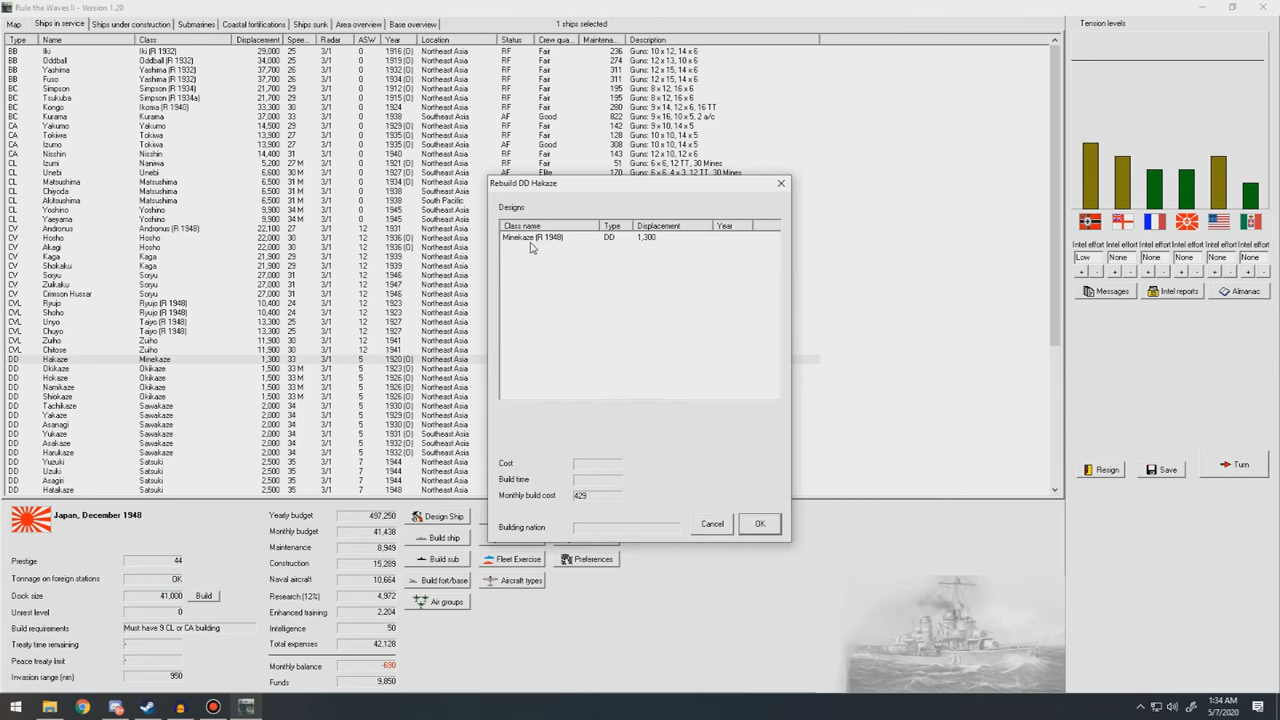 Rule the Waves II - Version 1.20
Map Ships in service Ships under construction Submarines Coastal fortifications Ships sunk Area overview Base overview 1 ships selected
Type Name Class Displacement Spee... Radar ASW Year Location Status Crew qua... Maintena... Description
BB Iki Iki (R 1932) 29,000 25 3/1 0 1916 (O) Northeast Asia RF Fair 236 Guns: 10 x 12, 14 x 6
BB Oddball Oddball (R 1932) 36,000 26 3/1 0 1919 (O) Northeast Asia RF Fair 274 Guns: 12 x 13, 10 x 6
BB Yashima Yashima (R 1932) 37,700 26 3/1 0 1932 (O) Northeast Asia RF Fair 311 Guns: 12 x 15, 14 x 6
BB Fuso Yashima (R 1932) 37,700 26 3/1 0 1934 (O) Northeast Asia RF Fair 311 Guns: 12 x 15, 14 x 6
BC Simpson Simpson (R 1934) 21,700 29 3/1 0 1912 (O) Northeast Asia RF Fair 195 Guns: 8 x 12, 16 x 6
BC Tsukuba Simpson (R 1934a) 21,700 29 3/1 0 1915 (O) Northeast Asia RF Fair 195 Guns: 8 x 12, 16 x 6
BC Kongo Ikoma (R 1940) 33,300 30 3/1 0 1924 Northeast Asia RF Fair 280 Guns: 9 x 14, 12 x 6, 16 TT
BC Kurama Kurama 37,800 33 3/1 0 1938 Southeast Asia AF Good 822 Guns: 9 x 16, 10 x 5, 2 a/c
CA Yakumo Yakumo 14,500 29 3/1 0 1929 (O) Northeast Asia RF Fair 142 Guns: 9 x 10, 14 x 5
CA Tokiwa Tokiwa 13,900 27 3/1 0 1935 (O) Northeast Asia RF Fair 128 Guns: 10 x 10, 14 x 5
CA Izumo Tokiwa 13,900 27 3/1 0 1935 (O) Southeast Asia AF Good 308 Guns: 10 x 10, 14 x 5
CA Nisshin Nisshin 14,400 31 3/1 0 1940 Northeast Asia RF Fair 143 Guns: 12 x 10, 12 x 6
CL Izumi Naniwa 5,200 27 M 3/1 0 1921 (O) Northeast Asia RF Fair 51 Guns: 6 x 6, 12 TT, 30 Mines
CL Unebi Unebi 6,600 30 M 3/1 0 1927 (O) Southeast Asia AF Elite 170 Guns: 6 x 6, 4 x 3, 12 TT, 30 Mines
CL Matsushima Matsushima 6,600 30 M 3/1 0 1934 (O) Northeast Asia
CL Chiyoda Matsushima 6,600 30 M 3/1 0 1938 Southeast Asia
CL Akitsushima Matsushima 6,600 30 M 3/1 0 1938 South Pacific
CL Yoshino Yoshino 9,900 34 M 3/1 0 1945 Southeast Asia
CL Yaeyama Yoshino 9,900 34 M 3/1 0 1945 Southeast Asia
CV Andronus Andronus (R 1948) 22,100 27 3/1 12 1931 Northeast Asia
CV Hosho Hosho 22,000 30 3/1 12 1936 (O) Northeast Asia
CV Akagi Hosho 22,000 30 3/1 12 1936 (O) Northeast Asia
CV Kaga Kaga 21,900 29 3/1 12 1939 Northeast Asia
CV Shokaku Kaga 21,900 29 3/1 12 1939 Northeast Asia
CV Soryu Soryu 27,000 31 3/1 12 1943 Northeast Asia
CV Zuikaku Soryu 27,000 31 3/1 12 1947 Northeast Asia
CV Crimson Hussar Soryu 27,000 31 3/1 12 1946 Northeast Asia
CVL Ryujo Ryujo (R 1948) 10,400 24 3/1 12 1923 Northeast Asia
CVL Shoho Ryujo (R 1948) 10,400 24 3/1 12 1923 Northeast Asia
CVL Unyo Taiyo (R 1948) 13,300 25 3/1 12 1927 Northeast Asia
CVL Chuyo Taiyo (R 1948) 13,300 25 3/1 12 1927 Northeast Asia
CVL Zuiho Zuiho 11,900 30 3/1 12 1941 Northeast Asia
CVL Chitose Zuiho 11,900 30 3/1 12 1941 Northeast Asia
DD Hakaze Minekaze 1,300 33 3/1 5 1920 (O) Northeast Asia
DD Okikaze Okikaze 1,500 33 M 3/1 5 1926 (O) Northeast Asia
DD Hokaze Okikaze 1,500 33 M 3/1 5 1926 (O) Northeast Asia
DD Namikaze Okikaze 1,500 33 M 3/1 5 1926 (O) Northeast Asia
DD Shiokaze Okikaze 1,500 33 M 3/1 5 1926 (O) Northeast Asia
DD Tachikaze Sawakaze 2,000 34 3/1 5 1930 (O) Northeast Asia
DD Yakaze Sawakaze 2,000 34 3/1 5 1929 (O) Northeast Asia
DD Asanagi Sawakaze 2,000 34 3/1 5 1930 (O) Northeast Asia
DD Yukaze Sawakaze 2,000 34 3/1 5 1931 (O) Southeast Asia
DD Asakaze Sawakaze 2,000 34 3/1 5 1930 (O) Southeast Asia
DD Harukaze Sawakaze 2,000 34 3/1 5 1930 (O) Southeast Asia
DD Yuzuki Satsuki 2,500 35 3/1 7 1944 Northeast Asia
DD Uzuki Satsuki 2,500 35 3/1 7 1944 Northeast Asia
DD Asagiri Satsuki 2,500 35 3/1 7 1944 Northeast Asia
DD Hatakaze Satsuki 2,500 35 3/1 7 1948 Northeast Asia
Rebuild DD Hakaze
Designs
Class name Type Displacement Year
Minekaze (R 1948) DD 1,300
Cost
Build time
Monthly build cost 429
Building nation
Cancel OK
Tension levels
Intel effort Intel effort Intel effort Intel effort Intel effort Intel effort
Low None None None None None
+ - + - + - + - + - + -
Messages Intel reports Almanac
Resign Save Turn
Japan, December 1948
Prestige 44
Tonnage on foreign stations OK
Dock size 41,000 Build
Unrest level 0
Build requirements Must have 9 CL or CA building
Treaty time remaining -
Peace treaty limit -
Invasion range (nm) 950
Yearly budget 497,250
Monthly budget 41,438
Maintenance 8,949
Construction 15,289
Naval aircraft 10,664
Research (12%) 4,972
Enhanced training 2,204
Intelligence 50
Total expenses 42,128
Monthly balance -690
Funds 9,850
Design Ship
Build ship
Build sub Fleet Exercise Preferences
Build fort/base Aircraft types
Air groups
1:34 AM
5/7/2020